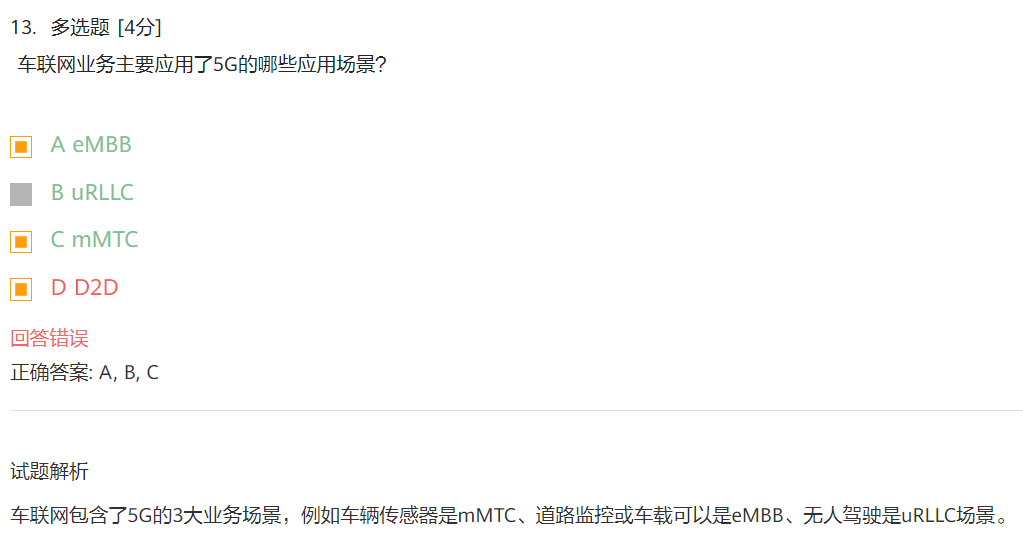 13. 多选题 [4分]
车联网业务主要应用了5G的哪些应用场景?
A eMBB
B uRLLC
C mMTC
D D2D
回答错误
正确答案: A, B, C
试题解析
车联网包含了5G的3大业务场景，例如车辆传感器是mMTC、道路监控或车载可以是eMBB、无人驾驶是uRLLC场景。